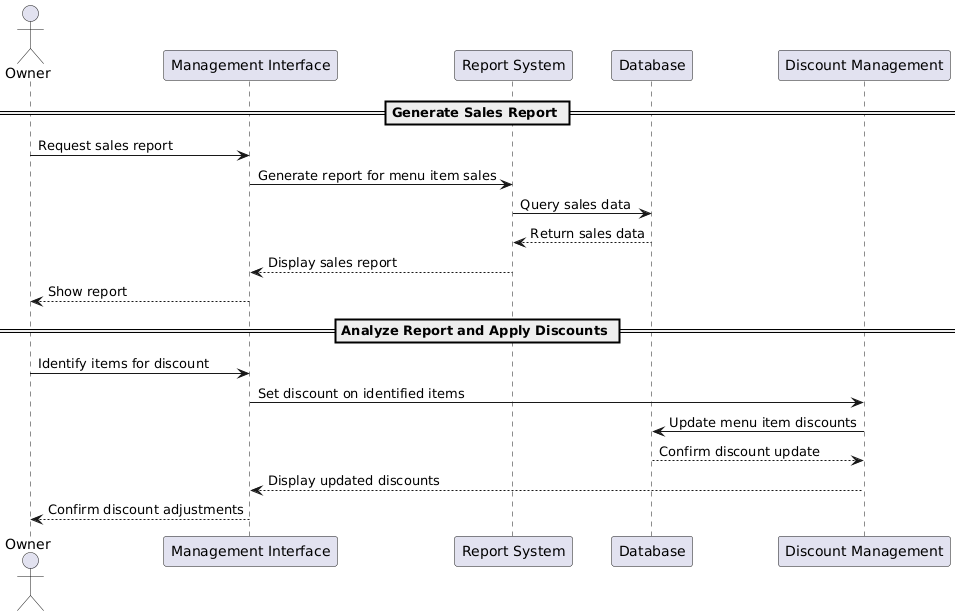 Owner
Management Interface
Report System
Database
Discount Management
Generate Sales Report
Request sales report
Generate report for menu item sales
Query sales data
Return sales data
Display sales report
Show report
Analyze Report and Apply Discounts
Identify items for discount
Set discount on identified items
Update menu item discounts
Confirm discount update
Display updated discounts
Confirm discount adjustments
Owner
Management Interface
Report System
Database
Discount Management